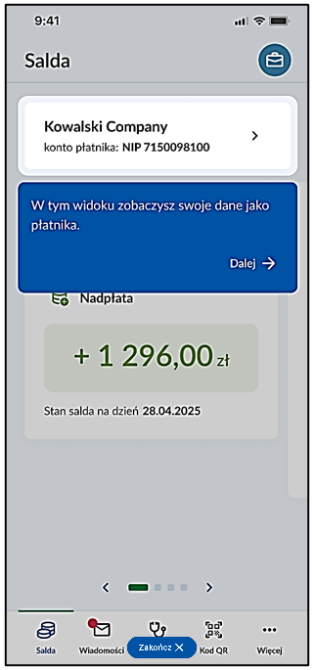 9:41
Salda
Kowalski Company
konto płatnika: NIP 7150098100
W tym widoku zobaczysz swoje dane jako
płatnika.
Dalej →
Nadpłata
+ 1 296,00 zł
Stan salda na dzień 28.04.2025
Salda
Wiadomości
Zakończ ✕
Kod QR
Więcej